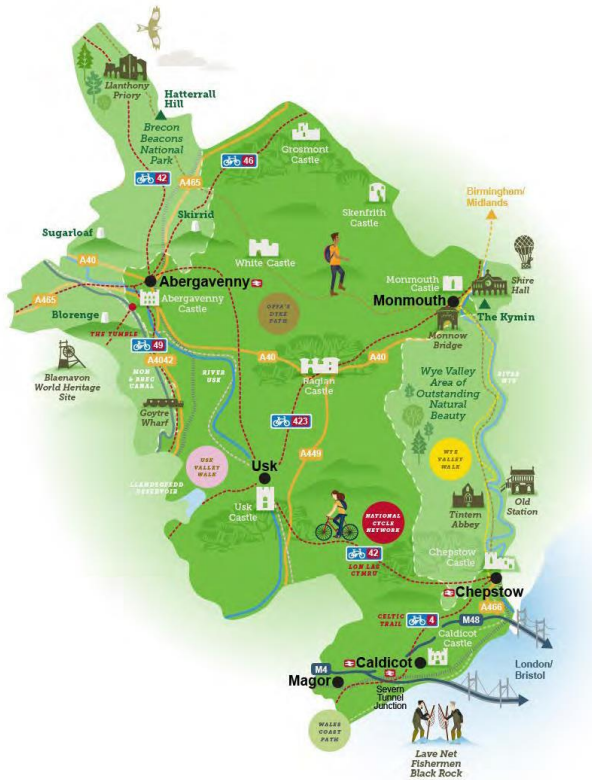 Llanthony
Priory
Hatterrall
Hill
Brecon
Beacons
National
Park
42
46
A465
Grosmont
Castle
Skenfrith
Castle
Birmingham/
Midlands
Skirrid
Sugarloaf
White Castle
A40
Abergavenny
Abergavenny
Castle
Monmouth
Castle
Monmouth
Shire
Hall
The Kymin
Monnow
Bridge
A465
Blorenge
THE TUMBLE
OFFA'S
DYKE
PATH
49
A4042
MON
& BREC
CANAL
RIVER
USK
A40
A40
Raglan
Castle
Blaenavon
World Heritage
Site
Goytre
Wharf
Wye Valley
Area of
Outstanding
Natural
Beauty
RIVER
WYE
423
A449
USK
VALLEY
WALK
Usk
WYE
VALLEY
WALK
LLANDEGFEDD
RESERVOIR
Usk
Castle
NATIONAL
CYCLE
NETWORK
Tintern
Abbey
Old
Station
42
LON LAS
CYMRU
Chepstow
Castle
Chepstow
A466
CELTIC
TRAIL
4
M48
Caldicot
Castle
M4
Caldicot
Magor
Severn
Tunnel
Junction
London/
Bristol
WALES
COAST
PATH
Lave Net
Fishermen
Black Rock